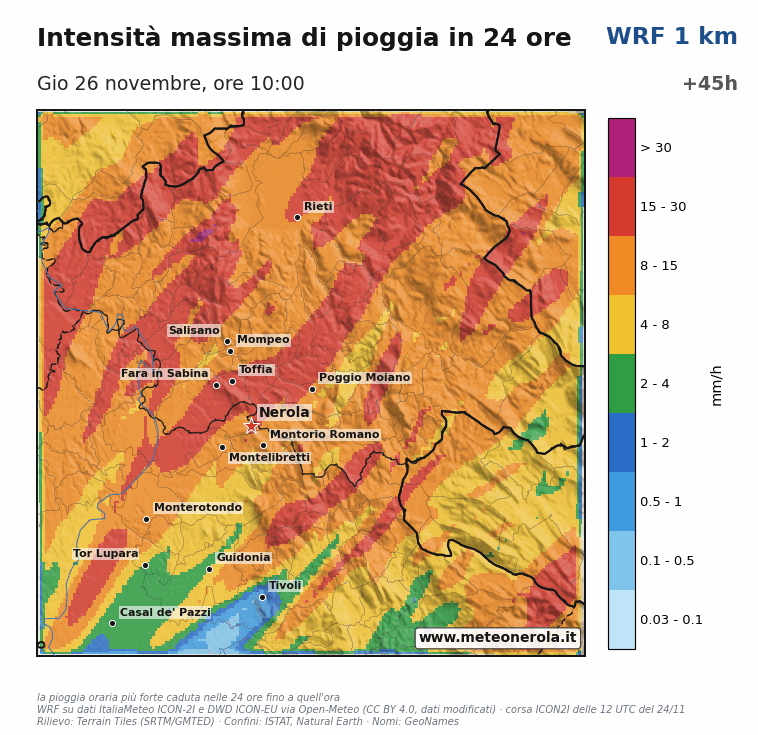 Intensità massima di pioggia in 24 ore
WRF 1 km
Gio 26 novembre, ore 10:00
+45h
> 30
15 - 30
8 - 15
4 - 8
2 - 4
1 - 2
0.5 - 1
0.1 - 0.5
0.03 - 0.1
mm/h
Rieti
Salisano
Mompeo
Toffia
Fara in Sabina
Poggio Moiano
Nerola
Montorio Romano
Montelibretti
Monterotondo
Tor Lupara
Guidonia
Tivoli
Casal de' Pazzi
www.meteonerola.it
la pioggia oraria più forte caduta nelle 24 ore fino a quell'ora
WRF su dati ItaliaMeteo ICON-2I e DWD ICON-EU via Open-Meteo (CC BY 4.0, dati modificati) · corsa ICON2I delle 12 UTC del 24/11
Rilievo: Terrain Tiles (SRTM/GMTED) · Confini: ISTAT, Natural Earth · Nomi: GeoNames